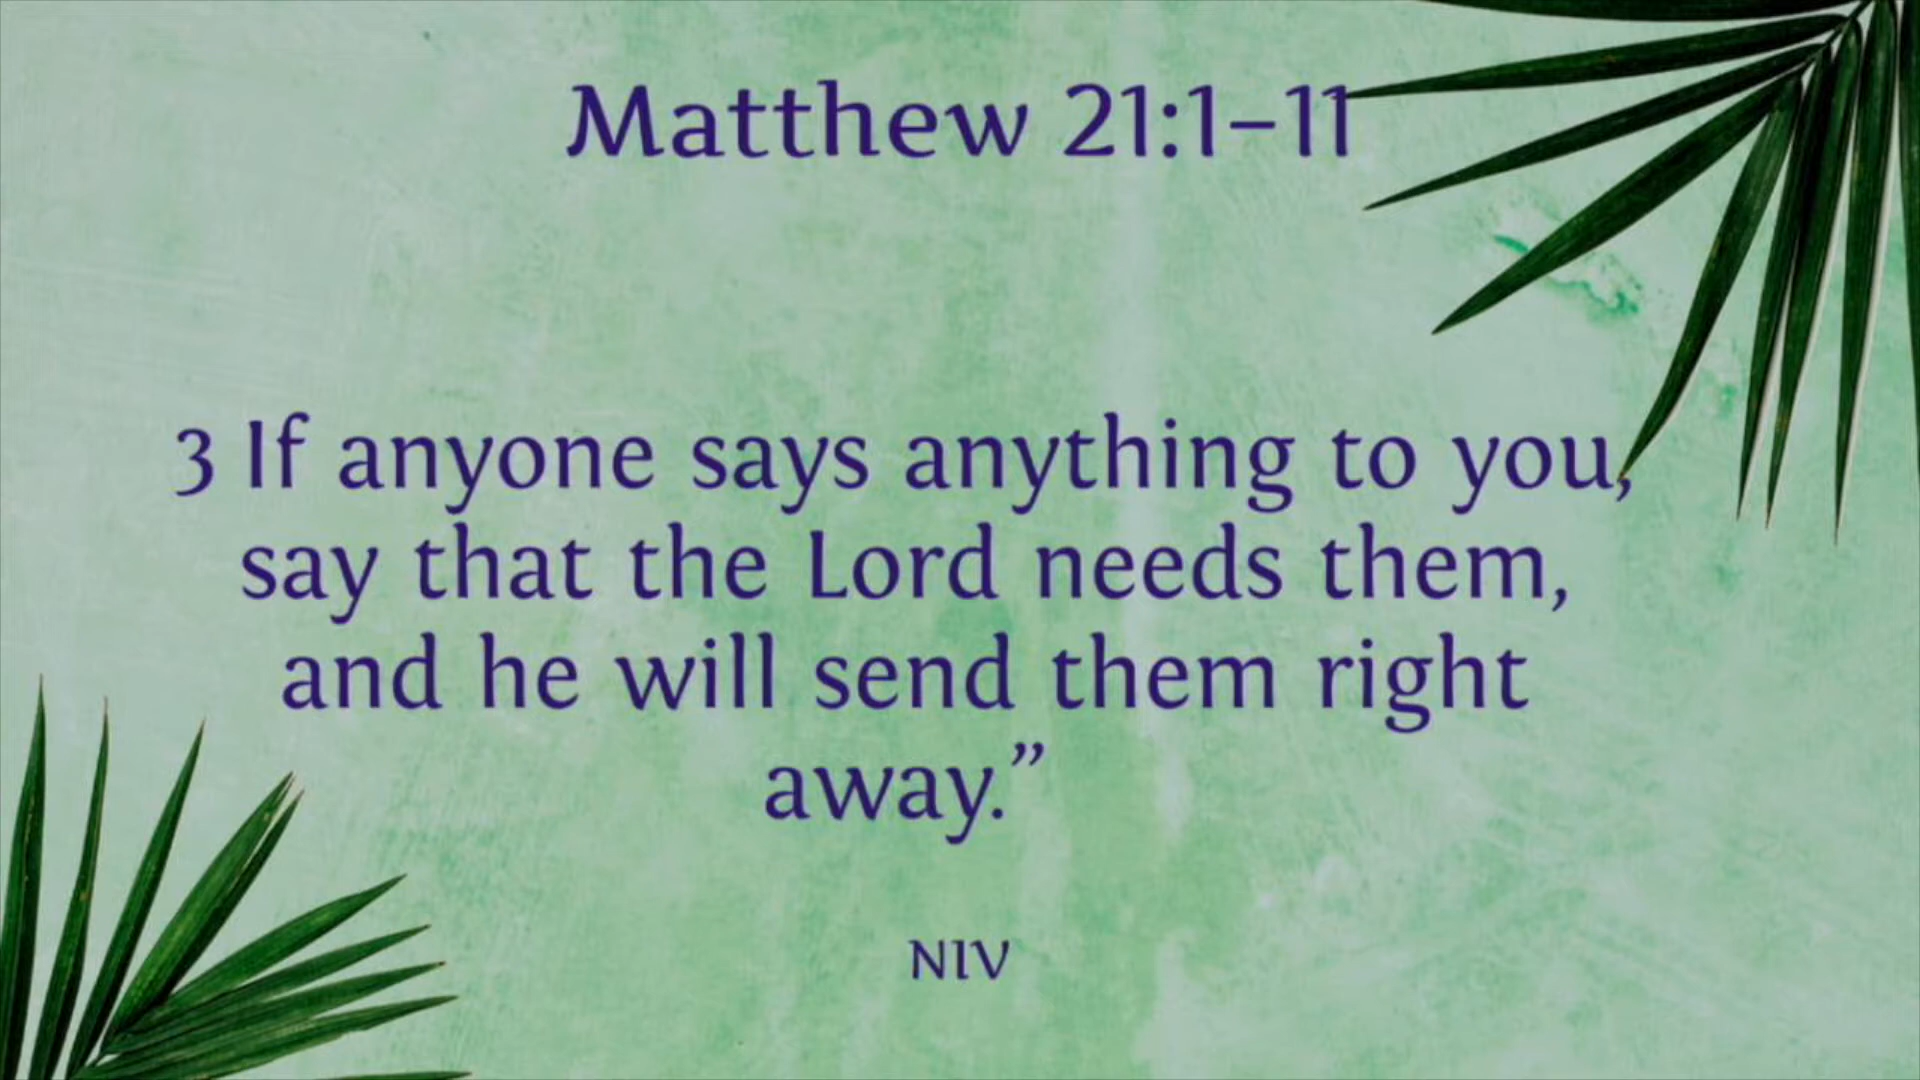 Matthew 21:1–11
3 If anyone says anything to you,
say that the Lord needs them,
and he will send them right
away.”
NIV